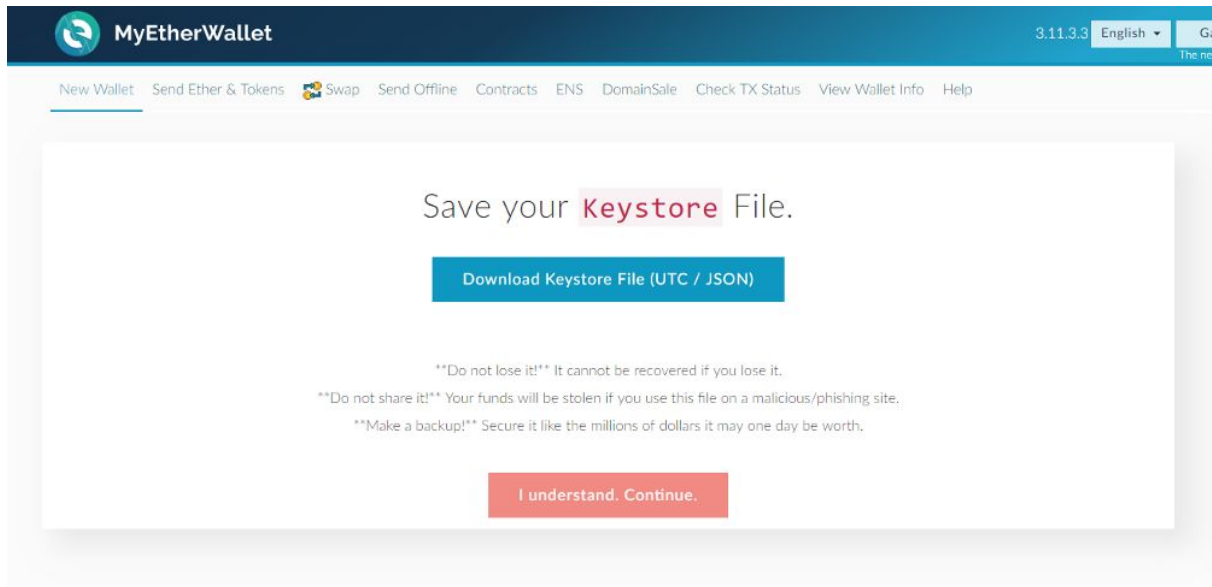 MyEtherWallet
3.11.3.3 English Ga
The ne
New Wallet Send Ether & Tokens Swap Send Offline Contracts ENS DomainSale Check TX Status View Wallet Info Help
Save your Keystore File.
Download Keystore File (UTC / JSON)
**Do not lose it!** It cannot be recovered if you lose it.
**Do not share it!** Your funds will be stolen if you use this file on a malicious/phishing site.
**Make a backup!** Secure it like the millions of dollars it may one day be worth.
I understand. Continue.